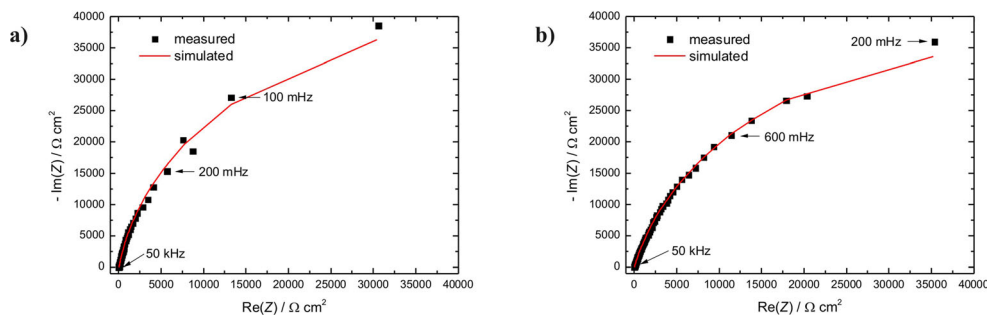 a)
measured
simulated
100 mHz
200 mHz
50 kHz
40000
35000
30000
25000
20000
15000
10000
5000
0
0 5000 10000 15000 20000 25000 30000 35000 40000
- Im(Z) / Ω cm²
Re(Z) / Ω cm²
b)
measured
simulated
200 mHz
600 mHz
50 kHz
40000
35000
30000
25000
20000
15000
10000
5000
0
0 5000 10000 15000 20000 25000 30000 35000 40000
- Im(Z) / Ω cm²
Re(Z) / Ω cm²